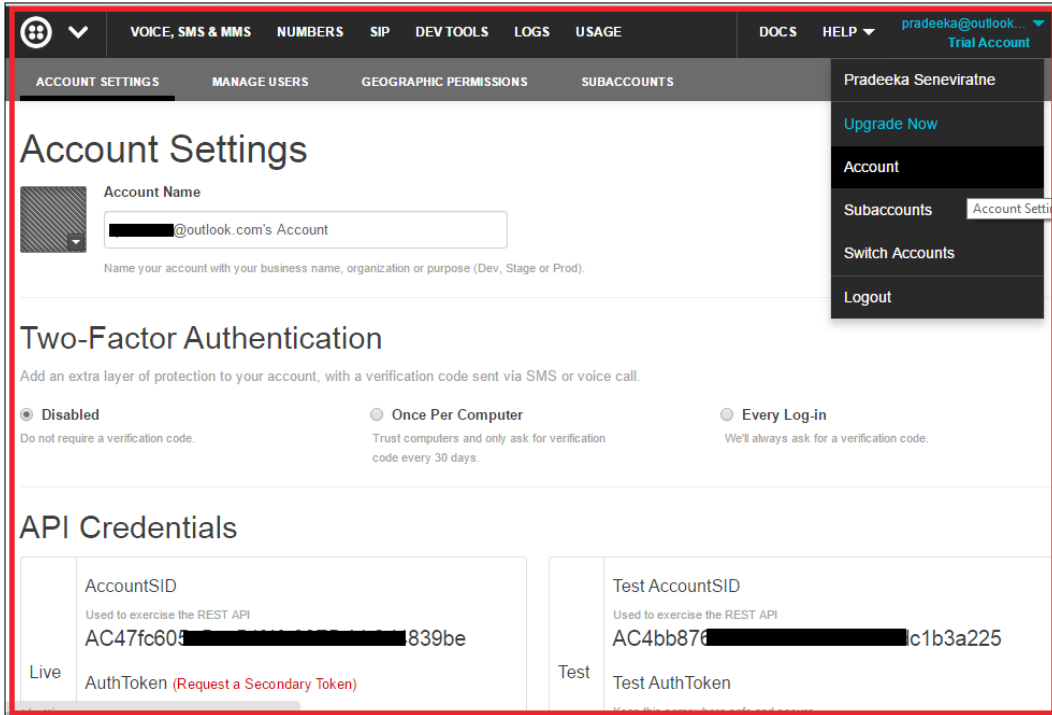 VOICE, SMS & MMS NUMBERS SIP DEV TOOLS LOGS USAGE DOCS HELP pradeeka@outlook...
Trial Account
ACCOUNT SETTINGS MANAGE USERS GEOGRAPHIC PERMISSIONS SUBACCOUNTS
Pradeeka Seneviratne
Upgrade Now
Account
Subaccounts
Account Setti
Switch Accounts
Logout
Account Settings
Account Name
@outlook.com's Account
Name your account with your business name, organization or purpose (Dev, Stage or Prod).
Two-Factor Authentication
Add an extra layer of protection to your account, with a verification code sent via SMS or voice call.
Disabled
Do not require a verification code.
Once Per Computer
Trust computers and only ask for verification
code every 30 days.
Every Log-in
We'll always ask for a verification code.
API Credentials
Live
AccountSID
Used to exercise the REST API
AC47fc605 839be
AuthToken (Request a Secondary Token)
Test
Test AccountSID
Used to exercise the REST API
AC4bb876 c1b3a225
Test AuthToken